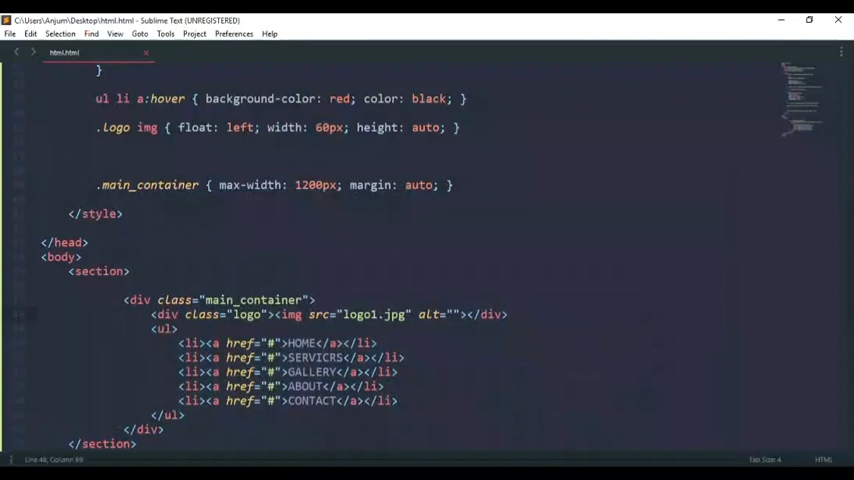 C:\Users\Anjum\Desktop\html.html - Sublime Text (UNREGISTERED)
File Edit Selection Find View Goto Tools Project Preferences Help
html.html
}
ul li a:hover { background-color: red; color: black; }
.logo img { float: left; width: 60px; height: auto; }
.main_container { max-width: 1200px; margin: auto; }
</style>
</head>
<body>
<section>
<div class="main_container">
<div class="logo"><img src="logo1.jpg" alt=""></div>
<ul>
<li><a href="#">HOME</a></li>
<li><a href="#">SERVICRS</a></li>
<li><a href="#">GALLERY</a></li>
<li><a href="#">ABOUT</a></li>
<li><a href="#">CONTACT</a></li>
</ul>
</div>
</section>
Tab Size: 4 HTML